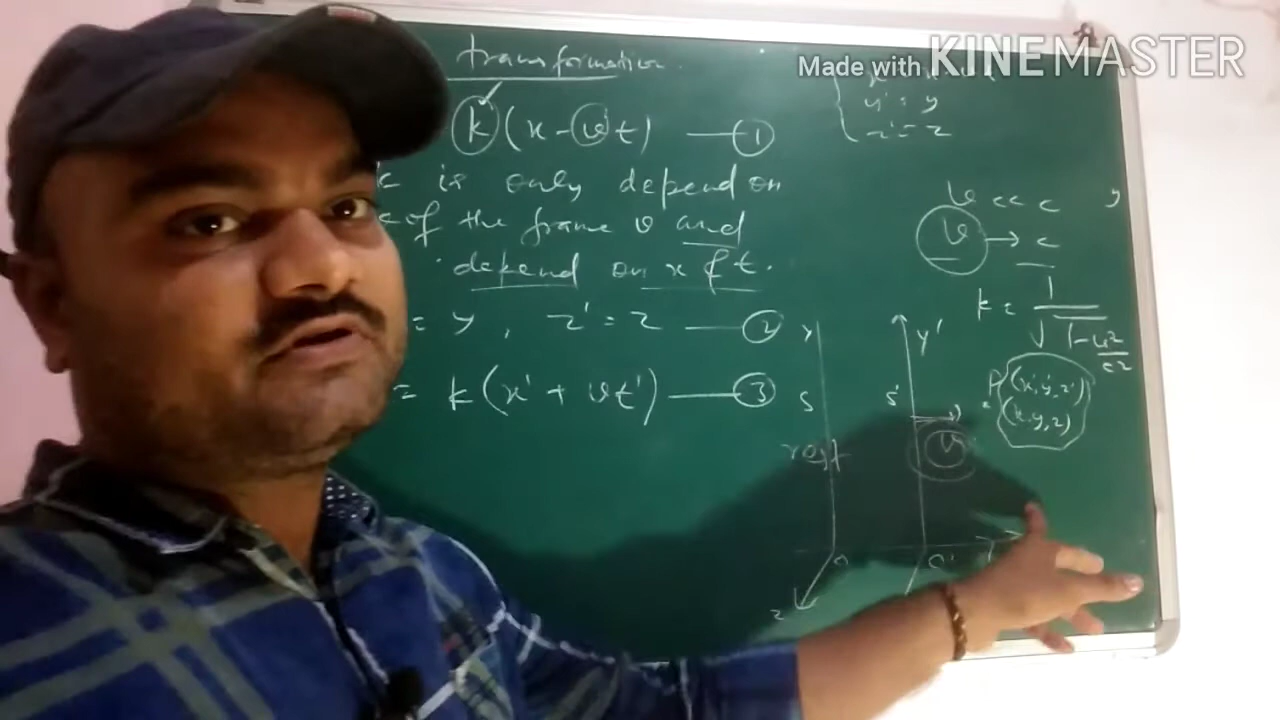 Made with KINEMASTER
transformation
k (x - vt) — 1
k is only depend on
of the frame v and
depend on x & t.
= y, z' = z — 2
= k (x' + vt') — 3
y' = y
z' = z
v << c
v → c
k = 1
√1-v²
c²
y'
S
S'
rest
v
P(x', y', z')
(x, y, z)
O
O'
z